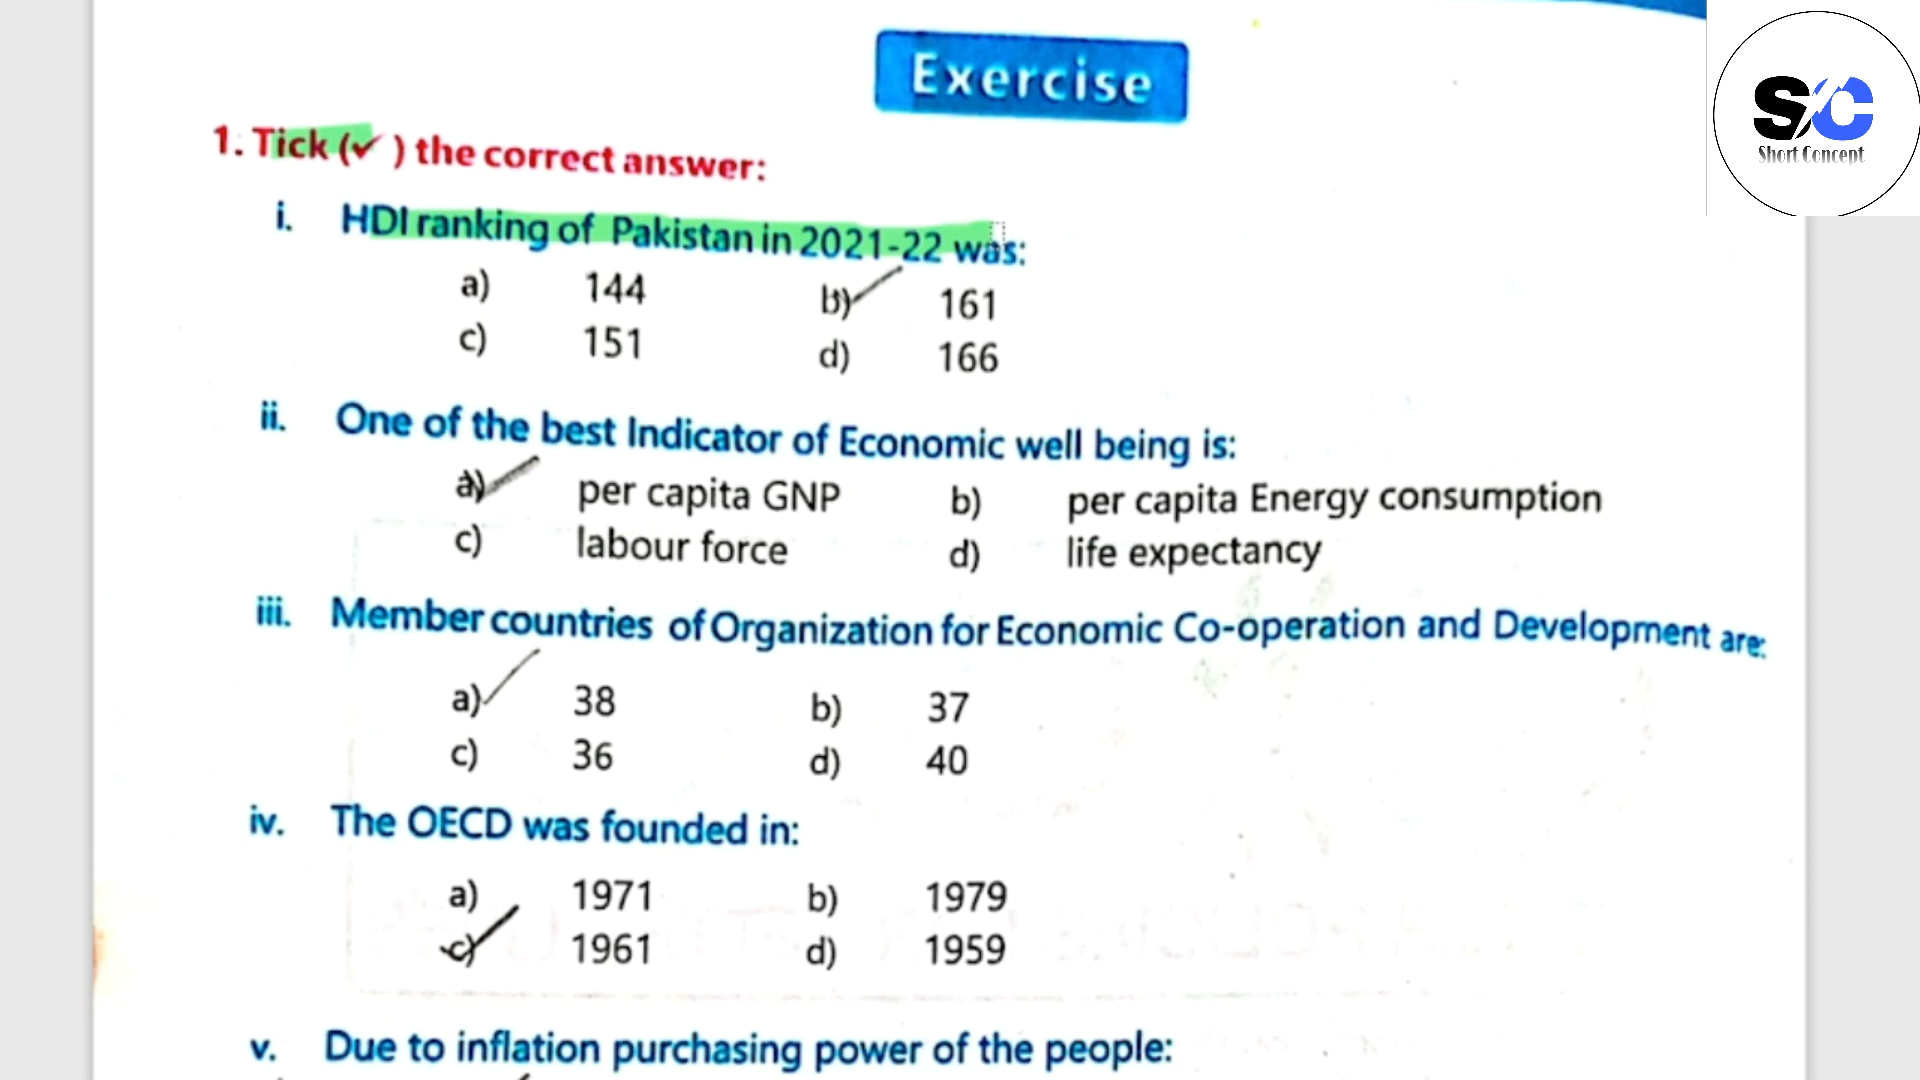 Exercise
S/C
Short Concept
1. Tick (✓) the correct answer:
i. HDI ranking of Pakistan in 2021-22 was:
a) 144 b) 161
c) 151 d) 166
ii. One of the best Indicator of Economic well being is:
a) per capita GNP b) per capita Energy consumption
c) labour force d) life expectancy
iii. Member countries of Organization for Economic Co-operation and Development are:
a) 38 b) 37
c) 36 d) 40
iv. The OECD was founded in:
a) 1971 b) 1979
c) 1961 d) 1959
v. Due to inflation purchasing power of the people: